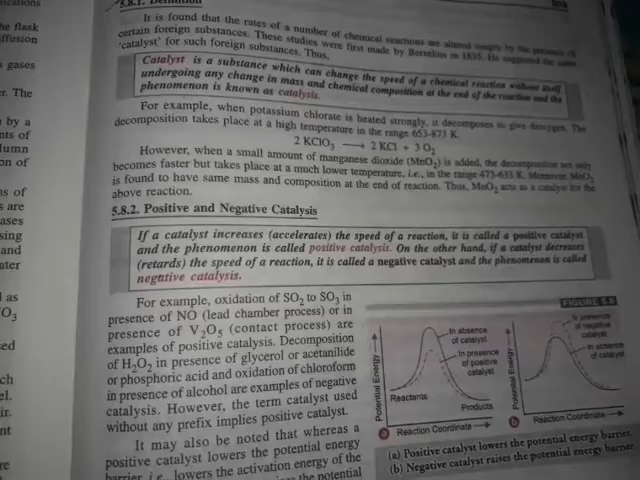 he flask
iffusion
gases
er. The
by a
nts of
lumn
on of
ns of
s are
ases
sing
and
ater
l as
O3
ed
ch
el.
ir.
nt
re
5.8.1. Definition
It is found that the rates of a number of chemical reactions are altered simply by the presence of
certain foreign substances. These studies were first made by Berzelius in 1835. He suggested the name
'catalyst' for such foreign substances. Thus,
Catalyst is a substance which can change the speed of a chemical reaction without itself
undergoing any change in mass and chemical composition at the end of the reaction and the
phenomenon is known as catalysis.
For example, when potassium chlorate is heated strongly, it decomposes to give dioxygen. The
decomposition takes place at a high temperature in the range 653-873 K.
2 KClO3 ⟶ 2 KCl + 3 O2
However, when a small amount of manganese dioxide (MnO2) is added, the decomposition not only
becomes faster but takes place at a much lower temperature, i.e., in the range 473-633 K. Moreover, MnO2
is found to have same mass and composition at the end of reaction. Thus, MnO2 acts as a catalyst for the
above reaction.
5.8.2. Positive and Negative Catalysis
If a catalyst increases (accelerates) the speed of a reaction, it is called a positive catalyst
and the phenomenon is called positive catalysis. On the other hand, if a catalyst decreases
(retards) the speed of a reaction, it is called a negative catalyst and the phenomenon is called
negative catalysis.
For example, oxidation of SO2 to SO3 in
presence of NO (lead chamber process) or in
presence of V2O5 (contact process) are
examples of positive catalysis. Decomposition
of H2O2 in presence of glycerol or acetanilide
or phosphoric acid and oxidation of chloroform
in presence of alcohol are examples of negative
catalysis. However, the term catalyst used
without any prefix implies positive catalyst.
It may also be noted that whereas a
positive catalyst lowers the potential energy
barrier i.e., lowers the activation energy of the
the potential
FIGURE 5.9
Potential Energy
In absence
of catalyst
In presence
of positive
catalyst
Reactants
Products
a Reaction Coordinate
Potential Energy
In presence
of negative
catalyst
In absence
of catalyst
b Reaction Coordinate
(a) Positive catalyst lowers the potential energy barrier.
(b) Negative catalyst raises the potential energy barrier.